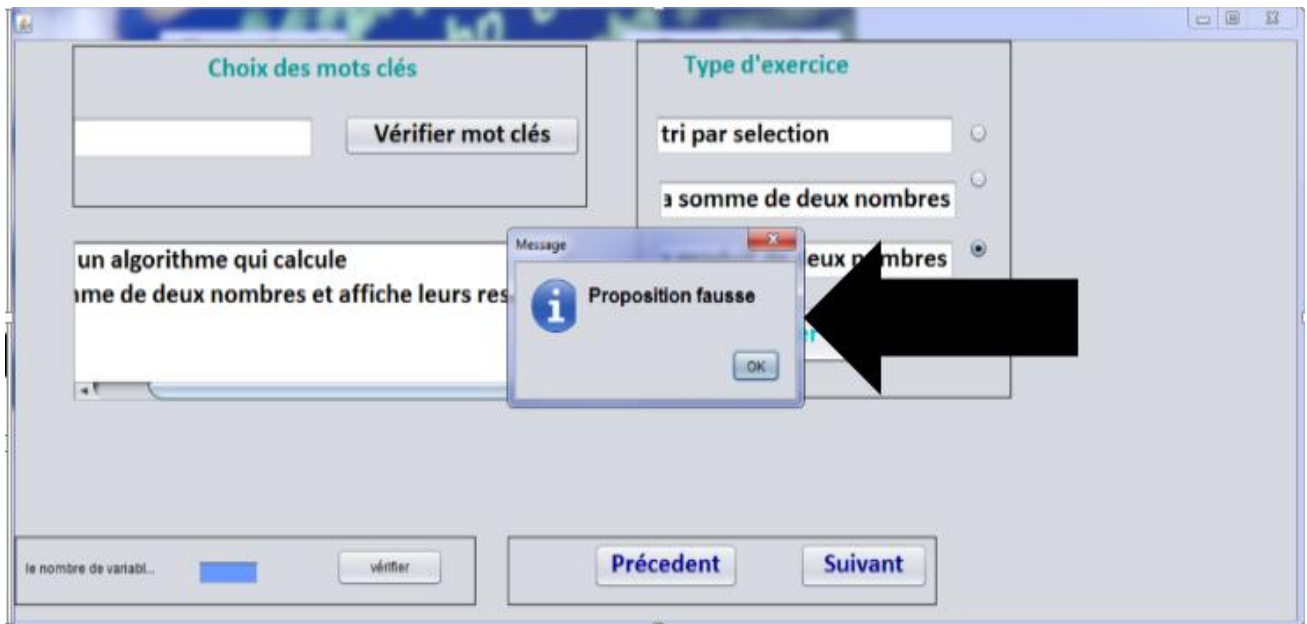 Choix des mots clés
Vérifier mot clés
Type d'exercice
tri par selection
a somme de deux nombres
deux nombres
un algorithme qui calcule
me de deux nombres et affiche leurs res
Message
Proposition fausse
OK
le nombre de variabl...
vérifier
Précedent
Suivant